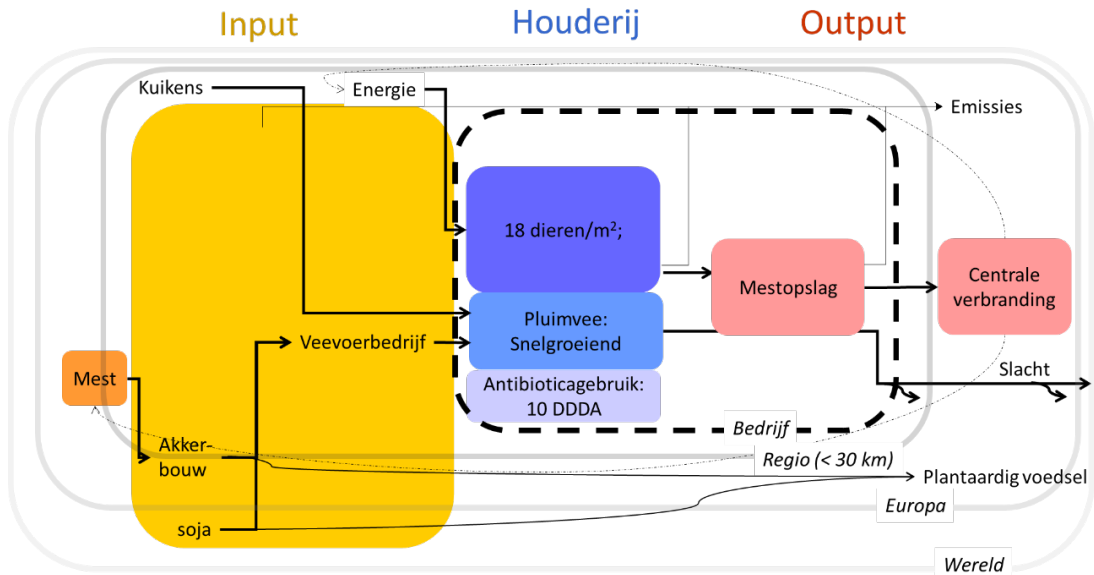 Input
Houderij
Output
Kuikens
Energie
Emissies
18 dieren/m²;
Mestopslag
Centrale
verbranding
Pluimvee:
Snelgroeiend
Veevoerbedrijf
Mest
Slacht
Antibioticagebruik:
10 DDDA
Bedrijf
Akker-
bouw
Regio (< 30 km)
Plantaardig voedsel
Europa
soja
Wereld